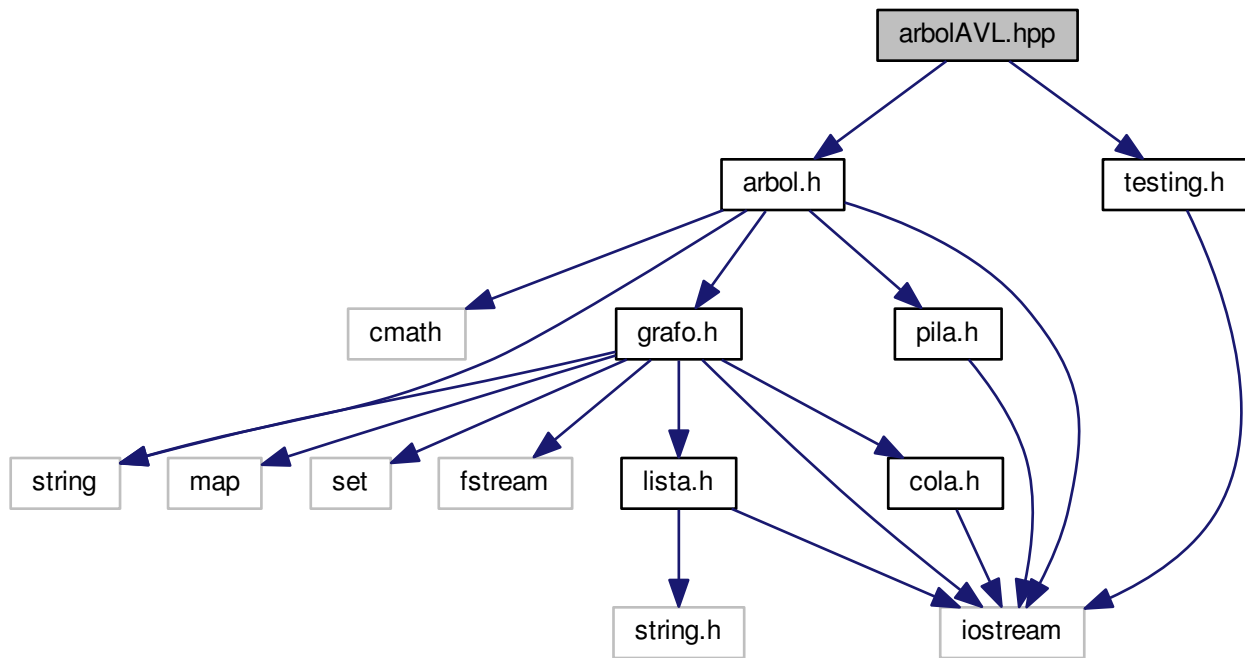 arbolAVL.hpp
arbol.h
testing.h
cmath
grafo.h
pila.h
string
map
set
fstream
lista.h
cola.h
string.h
iostream